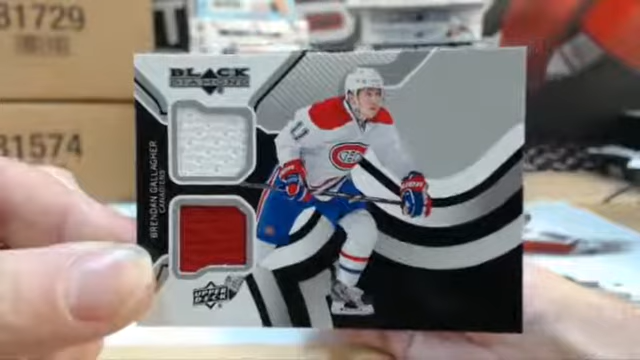 81729
81574
BLACK
DIAMOND
BRENDAN GALLAGHER
CANADIENS
11
UPPER
DECK